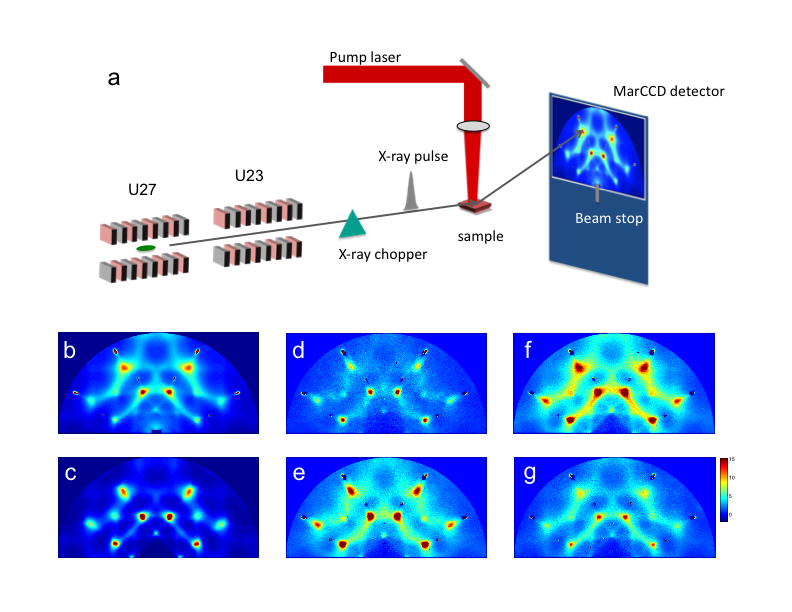 a
Pump laser
MarCCD detector
X-ray pulse
U27
U23
Beam stop
sample
X-ray chopper
b
d
f
c
e
g
15
10
5
0